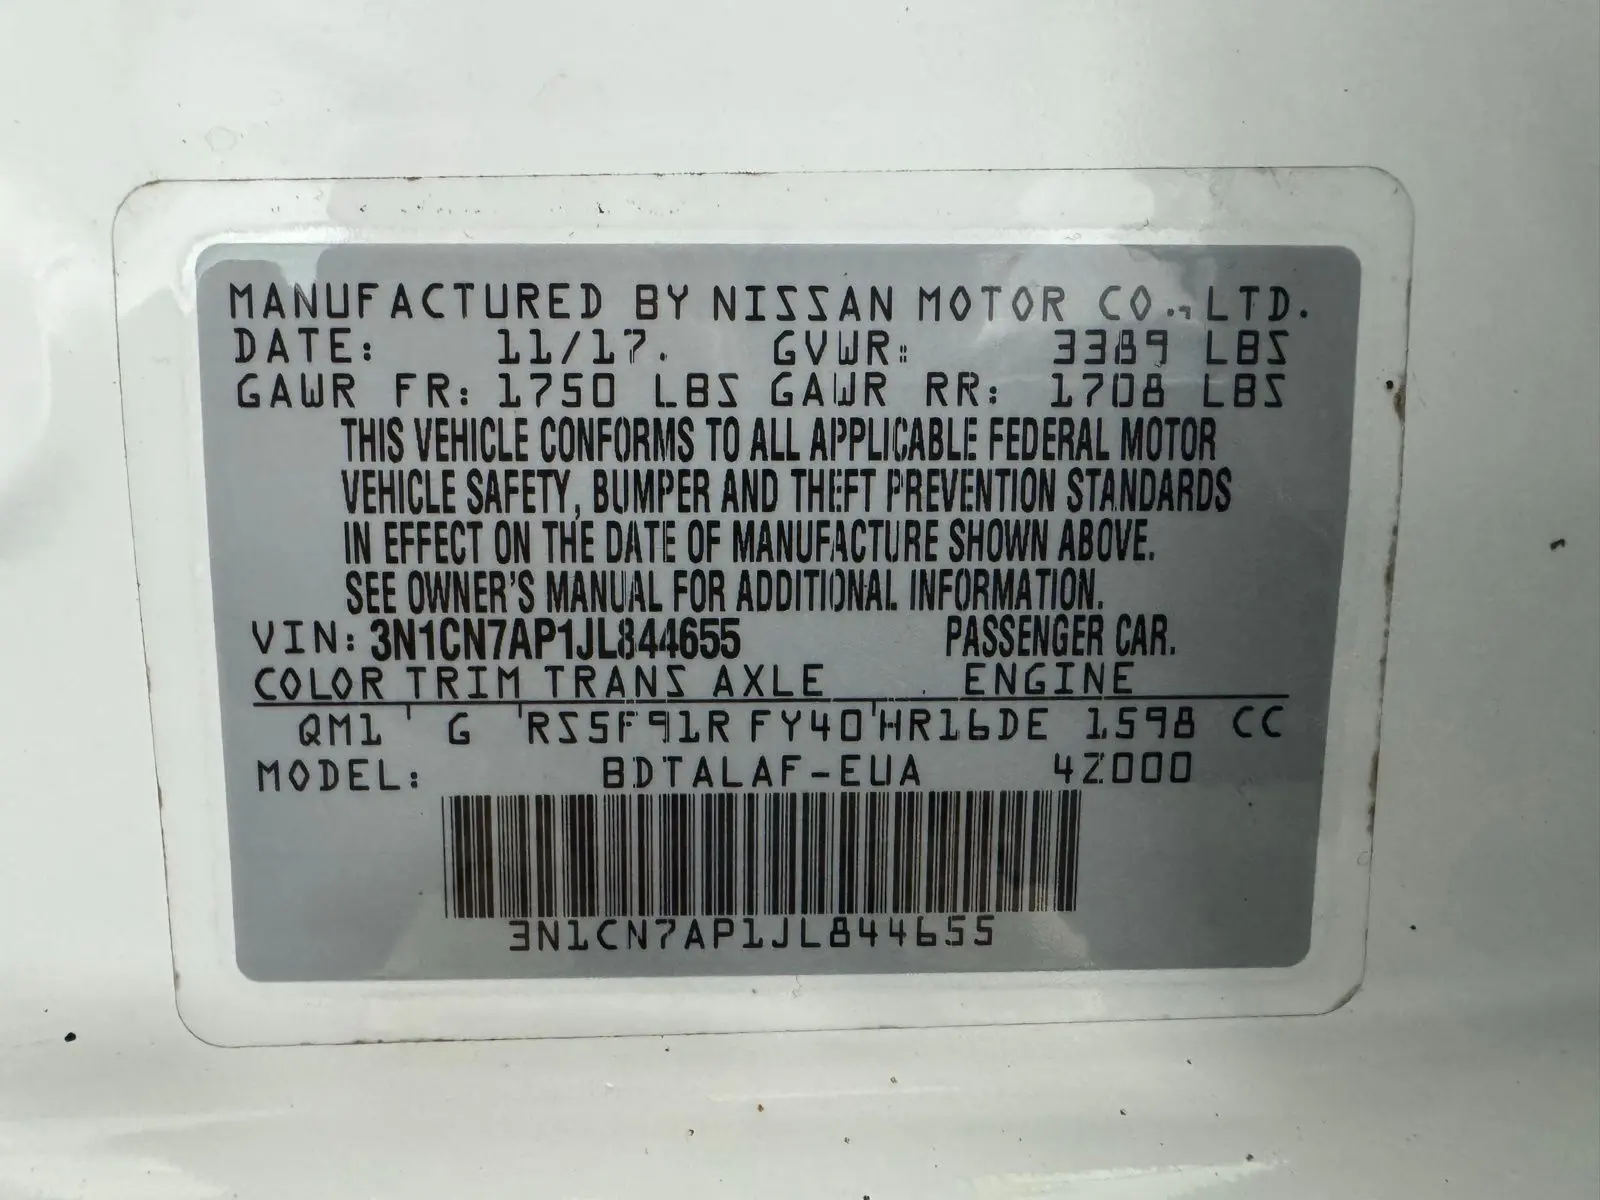 MANUFACTURED BY NISSAN MOTOR CO., LTD.
DATE: 11/17. GVWR: 3389 LBS
GAWR FR: 1750 LBS GAWR RR: 1708 LBS
THIS VEHICLE CONFORMS TO ALL APPLICABLE FEDERAL MOTOR
VEHICLE SAFETY, BUMPER AND THEFT PREVENTION STANDARDS
IN EFFECT ON THE DATE OF MANUFACTURE SHOWN ABOVE.
SEE OWNER'S MANUAL FOR ADDITIONAL INFORMATION.
VIN: 3N1CN7AP1JL844655 PASSENGER CAR.
COLOR TRIM TRANS AXLE ENGINE
QM1 G RS5F91R FY40 HR16DE 1598 CC
MODEL: BDTALAF-EUA 4Z000
3N1CN7AP1JL844655